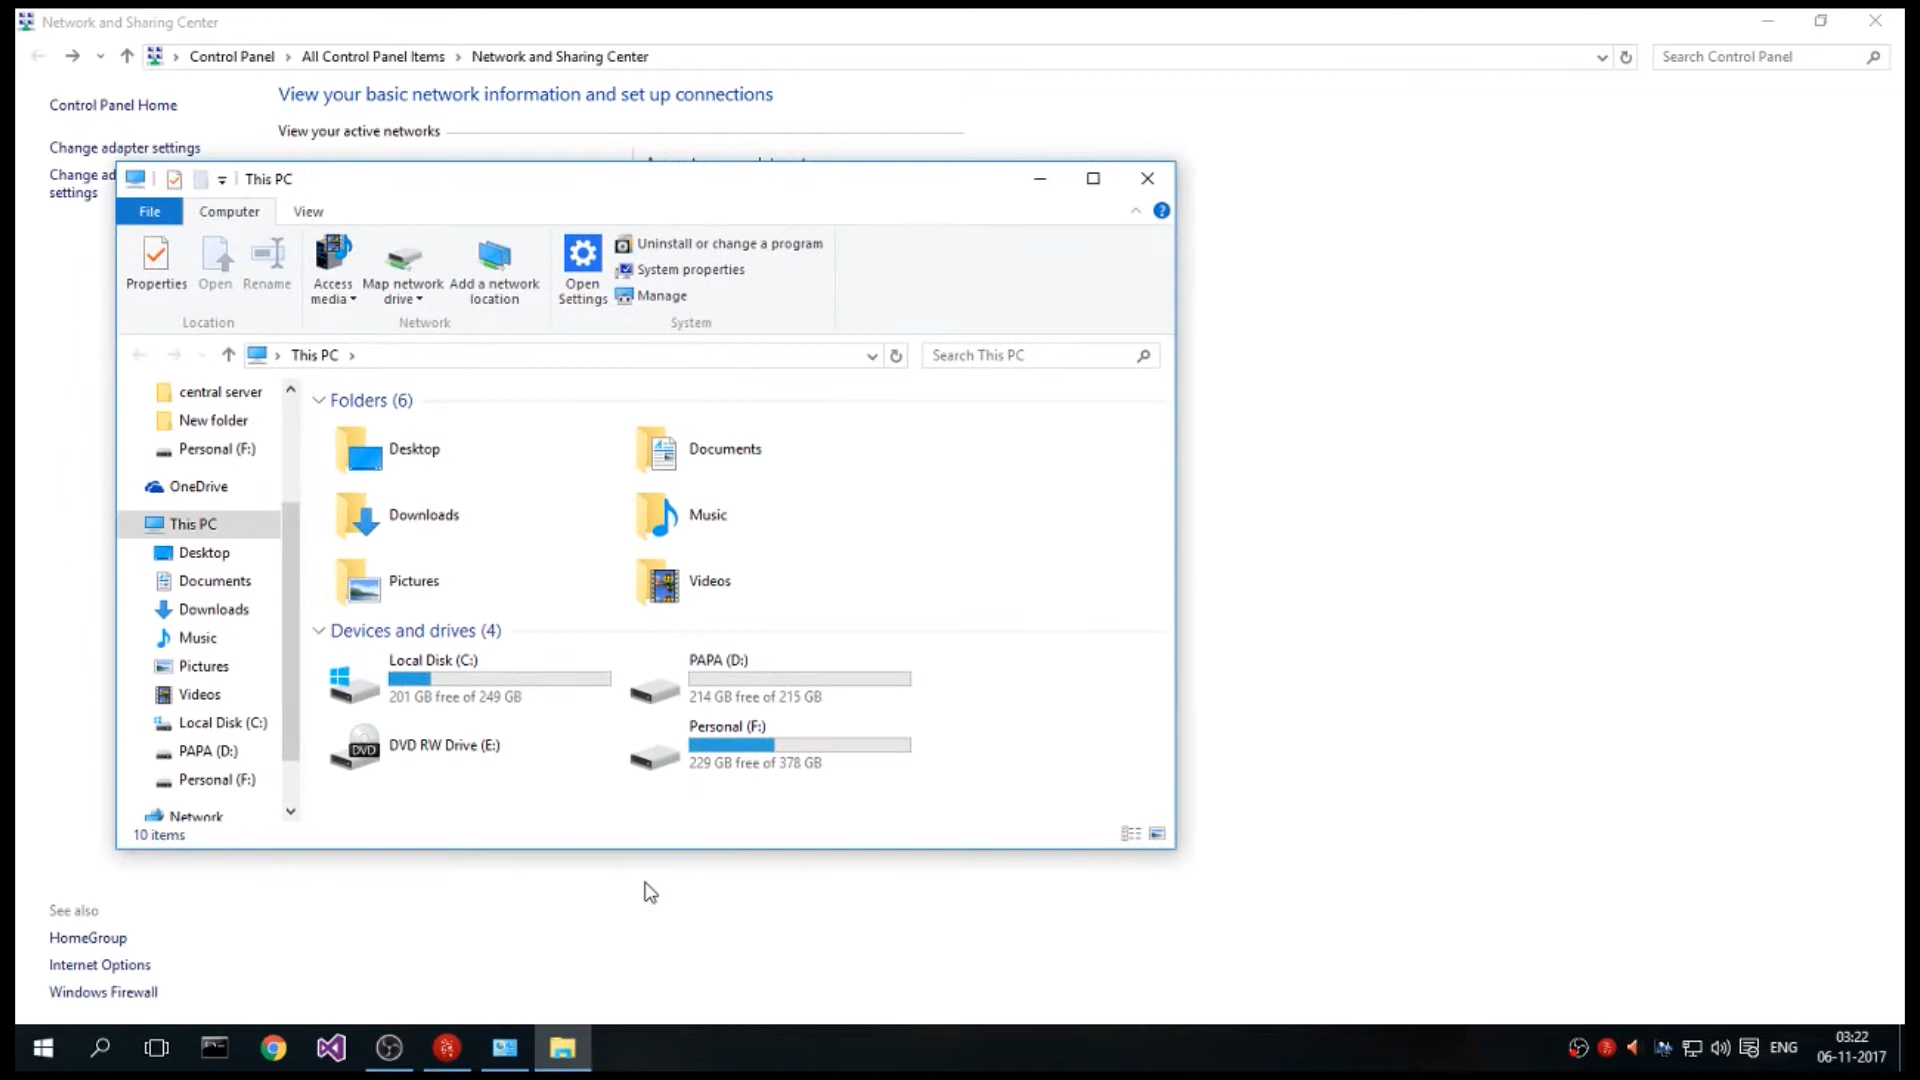 Network and Sharing Center
Control Panel All Control Panel Items Network and Sharing Center
Search Control Panel
Control Panel Home
Change adapter settings
Change ad
settings
View your basic network information and set up connections
View your active networks
This PC
File Computer View
Properties
Open
Rename
Location
Access
media
Map network
drive
Add a network
location
Network
Open
Settings
Uninstall or change a program
System properties
Manage
System
This PC
Search This PC
central server
New folder
Personal (F:)
OneDrive
This PC
Desktop
Documents
Downloads
Music
Pictures
Videos
Local Disk (C:)
PAPA (D:)
Personal (F:)
Network
Folders (6)
Desktop
Documents
Downloads
Music
Pictures
Videos
Devices and drives (4)
Local Disk (C:)
201 GB free of 249 GB
PAPA (D:)
214 GB free of 215 GB
DVD
DVD RW Drive (E:)
Personal (F:)
229 GB free of 378 GB
10 items
See also
HomeGroup
Internet Options
Windows Firewall
ENG
03:22
06-11-2017